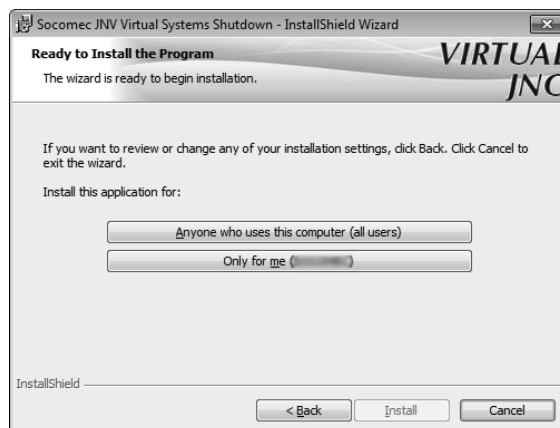 Socomec JNV Virtual Systems Shutdown - InstallShield Wizard
Ready to Install the Program
The wizard is ready to begin installation.
VIRTUAL
JNC
If you want to review or change any of your installation settings, click Back. Click Cancel to
exit the wizard.
Install this application for:
Anyone who uses this computer (all users)
Only for me ( )
InstallShield
< Back
Install
Cancel